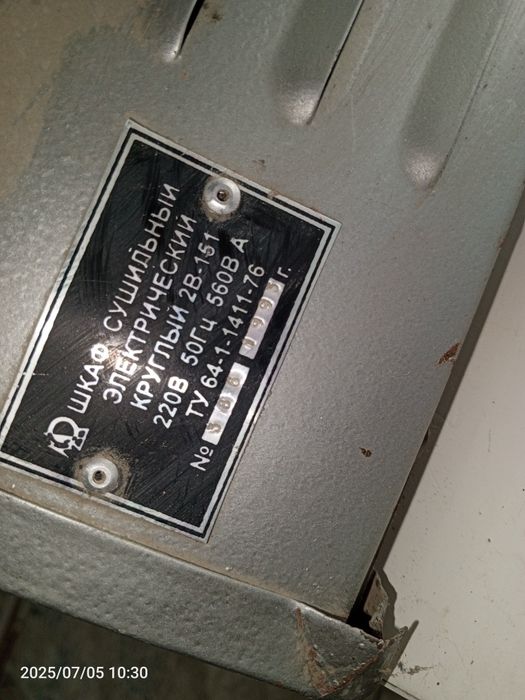 ШКАФ СУШИЛЬНЫЙ
ЭЛЕКТРИЧЕСКИЙ
КРУГЛЫЙ 2В-151
220В 50ГЦ 560В А
ТУ 64-1-1411-76
№ г.
2025/07/05 10:30